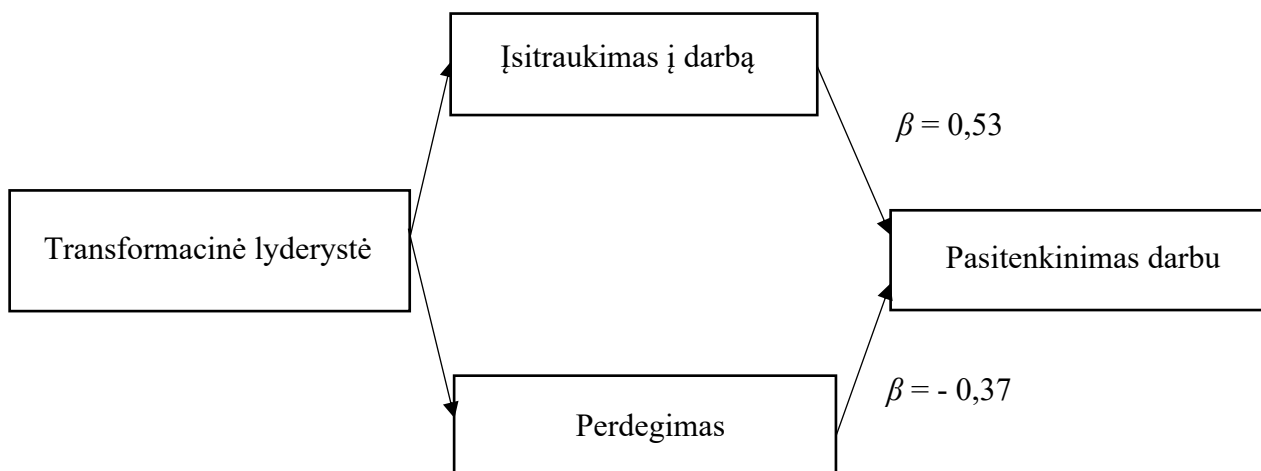 Įsitraukimas į darbą
β = 0,53
Transformacinė lyderystė
Pasitenkinimas darbu
β = - 0,37
Perdegimas